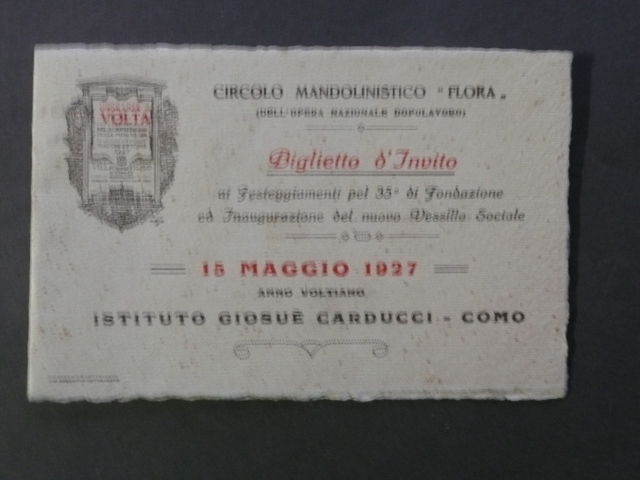 VOLTA
CIRCOLO MANDOLINISTICO "FLORA"
(DELL'OPERA NAZIONALE DOPOLAVORO)
Biglietto d'Invito
ai Festeggiamenti pel 35° di Fondazione
ed Inaugurazione del nuovo Vessillo Sociale
15 MAGGIO 1927
ANNO VOLTIANO
ISTITUTO GIOSUÈ CARDUCCI - COMO